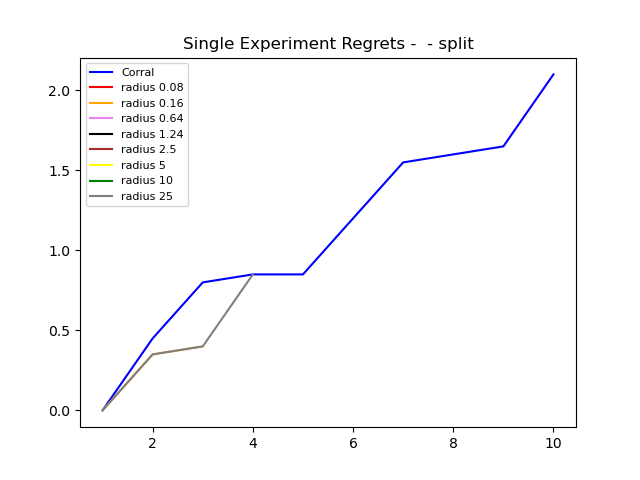 Single Experiment Regrets -  - split
Corral
radius 0.08
radius 0.16
radius 0.64
radius 1.24
radius 2.5
radius 5
radius 10
radius 25
2.0
1.5
1.0
0.5
0.0
2 4 6 8 10